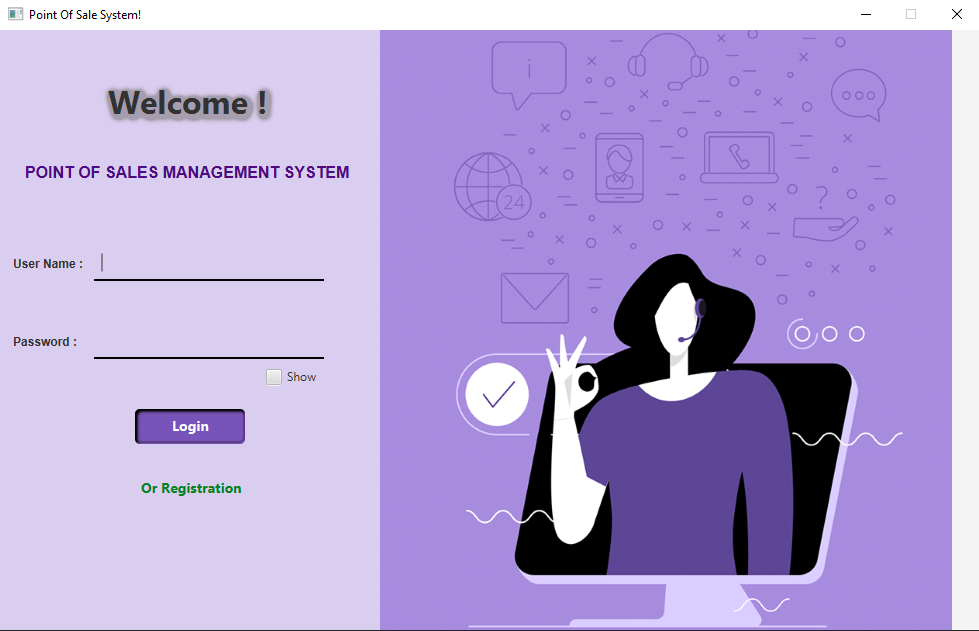 Point Of Sale System!
Welcome !
POINT OF SALES MANAGEMENT SYSTEM
User Name :
Password :
Show
Login
Or Registration
i
24
?